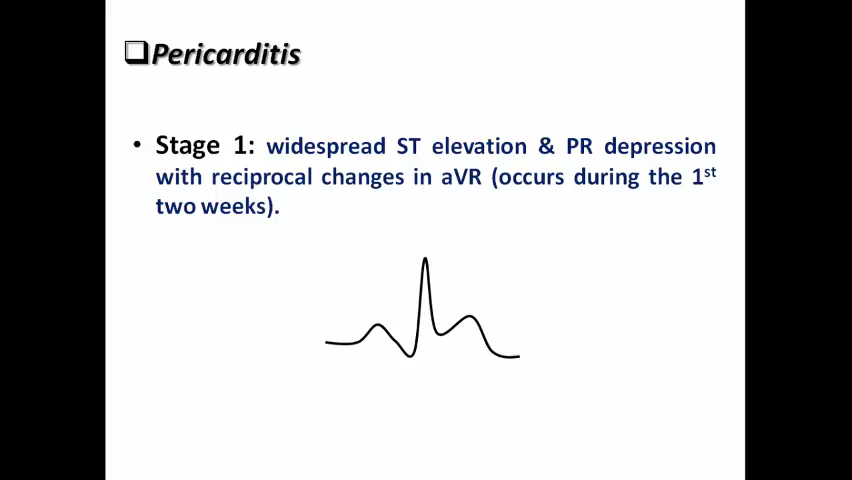 Pericarditis
• Stage 1: widespread ST elevation & PR depression
with reciprocal changes in aVR (occurs during the 1st
two weeks).